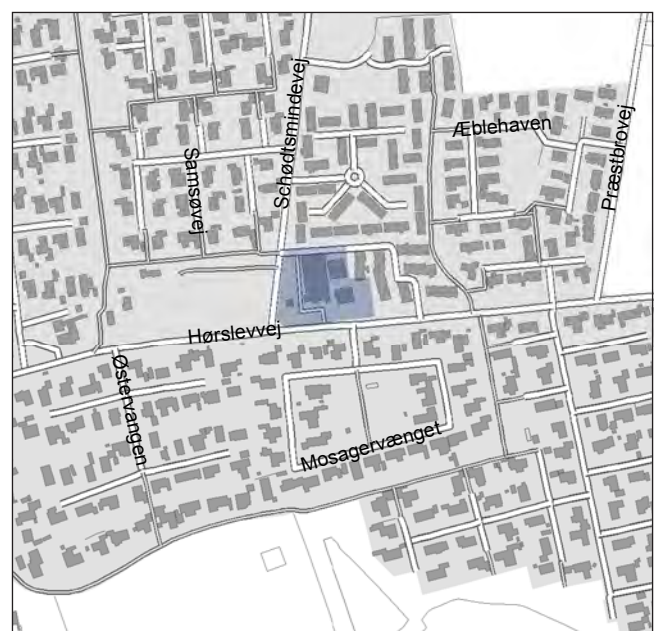 Schødtsmindevej
Æblehaven
Præstbrovej
Samsøvej
Hørslevvej
Østervangen
Mosagervænget